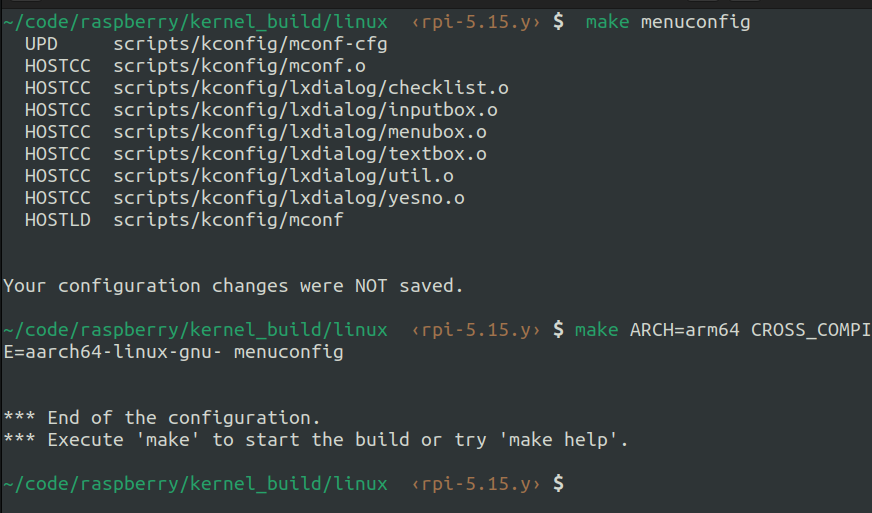 ~/code/raspberry/kernel_build/linux ‹rpi-5.15.y› $ make menuconfig
  UPD     scripts/kconfig/mconf-cfg
  HOSTCC  scripts/kconfig/mconf.o
  HOSTCC  scripts/kconfig/lxdialog/checklist.o
  HOSTCC  scripts/kconfig/lxdialog/inputbox.o
  HOSTCC  scripts/kconfig/lxdialog/menubox.o
  HOSTCC  scripts/kconfig/lxdialog/textbox.o
  HOSTCC  scripts/kconfig/lxdialog/util.o
  HOSTCC  scripts/kconfig/lxdialog/yesno.o
  HOSTLD  scripts/kconfig/mconf
Your configuration changes were NOT saved.
~/code/raspberry/kernel_build/linux ‹rpi-5.15.y› $ make ARCH=arm64 CROSS_COMPI
E=aarch64-linux-gnu- menuconfig
*** End of the configuration.
*** Execute 'make' to start the build or try 'make help'.
~/code/raspberry/kernel_build/linux ‹rpi-5.15.y› $